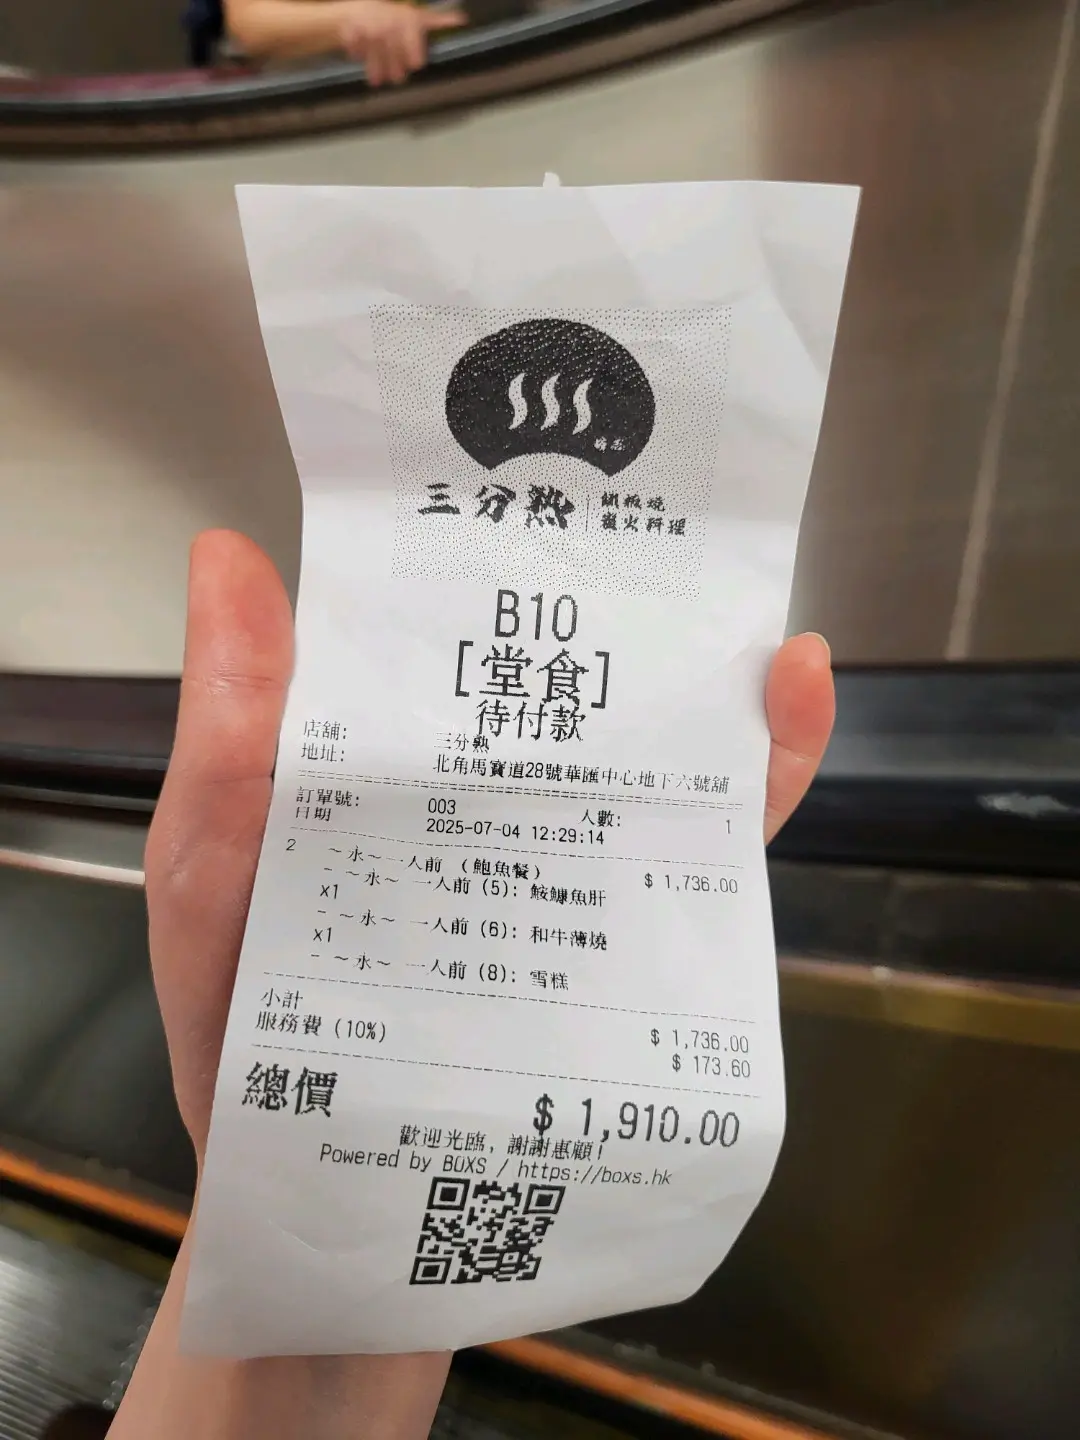 三分熟
鐵板燒
爐火料理
B10
[堂食]
待付款
店舖: 三分熟
地址: 北角馬寶道28號華匯中心地下六號舖
訂單號: 003 人數: 1
日期 2025-07-04 12:29:14
2 ～永～一人前 (鮑魚餐) $ 1,736.00
- ～永～ 一人前 (5): 鮟鱇魚肝
x1
- ～永～ 一人前 (6): 和牛薄燒
x1
- ～永～ 一人前 (8): 雪糕
小計 $ 1,736.00
服務費 (10%) $ 173.60
總價 $ 1,910.00
歡迎光臨, 謝謝惠顧!
Powered by BOXS / https://boxs.hk